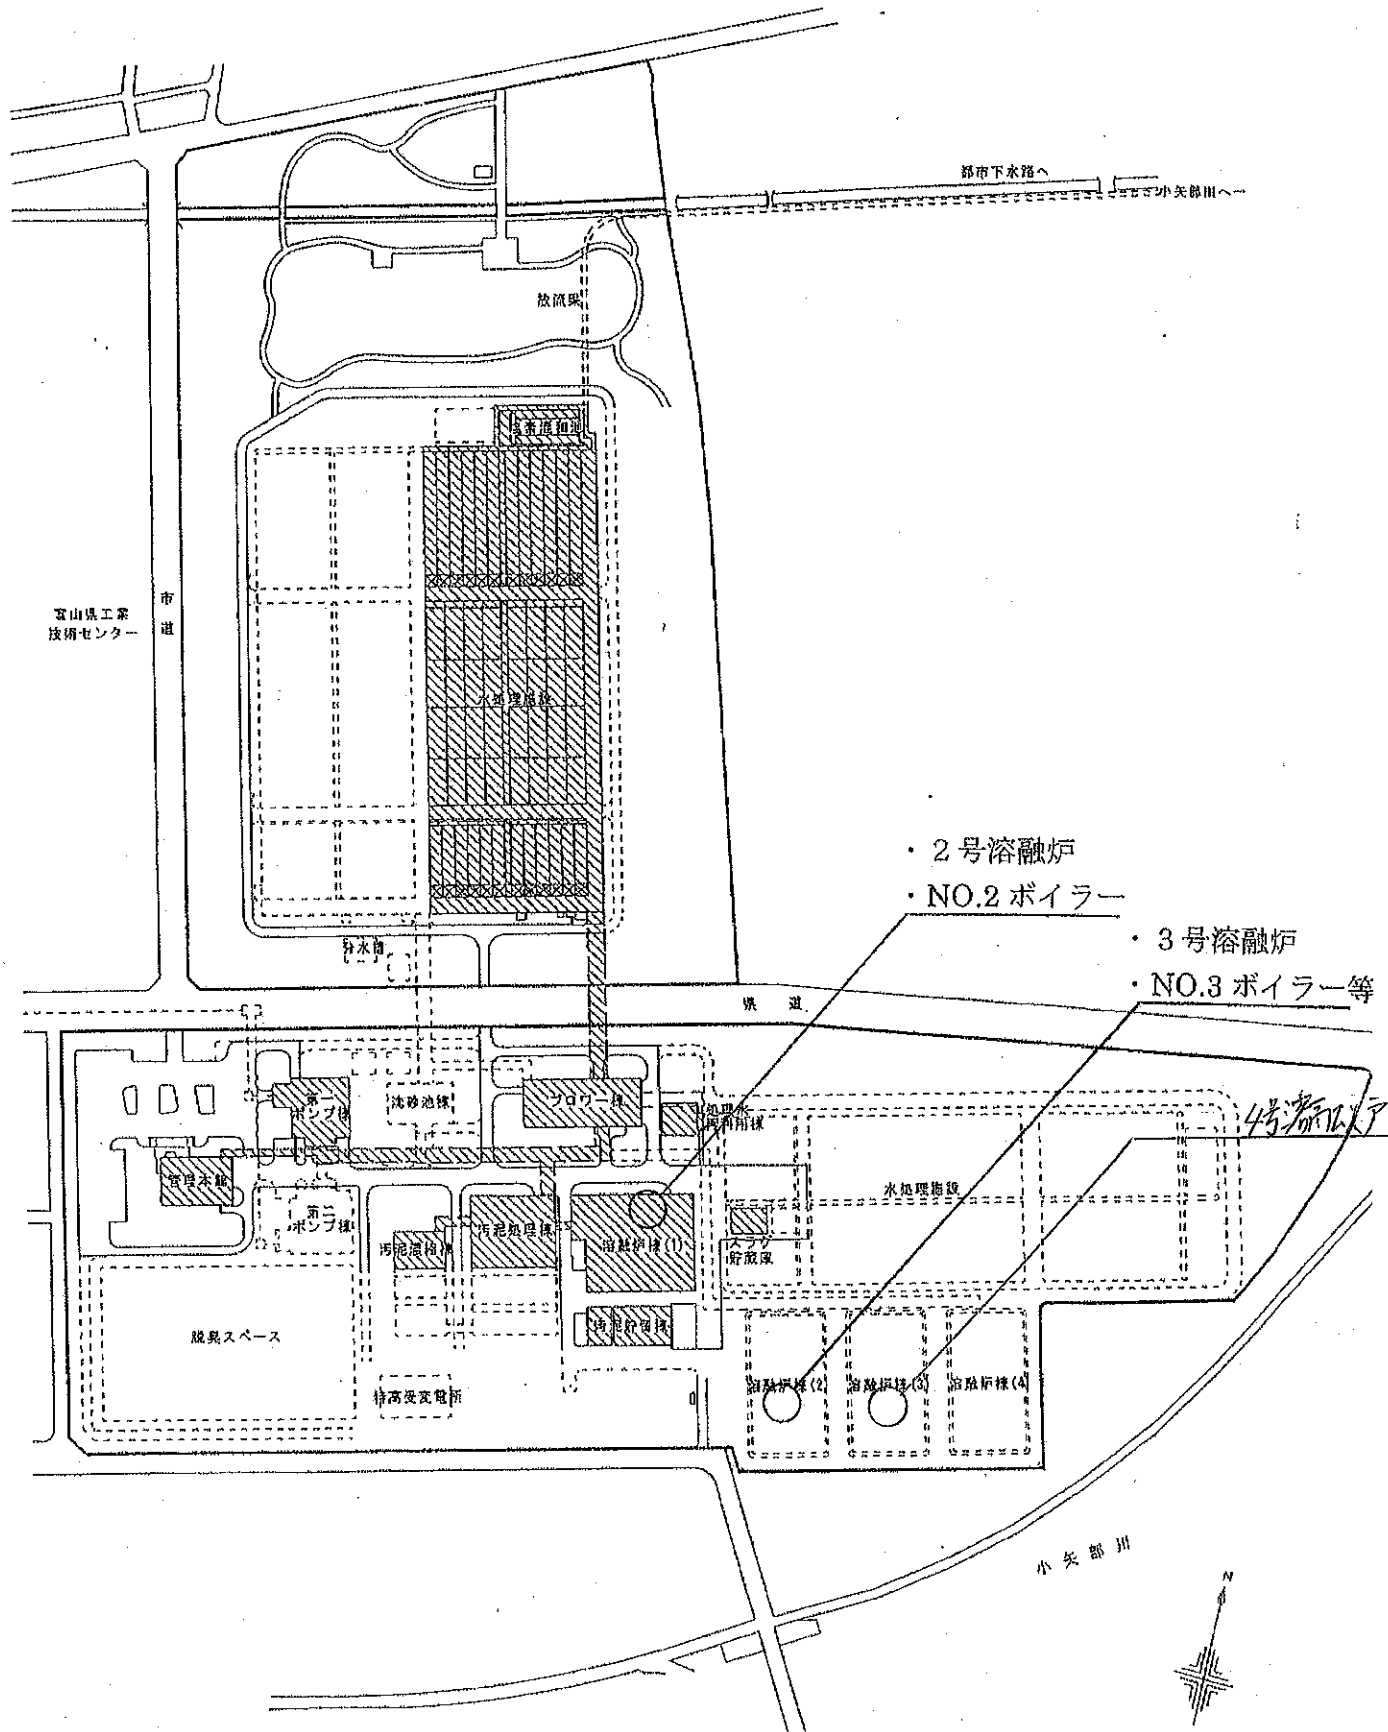 都市下水路へ
小矢部川へ
放流渠
市道
富山県工業
技術センター
水処理施設
・２号溶融炉
・NO.2 ボイラー
・３号溶融炉
・NO.3 ボイラー等
分水槽
県道
第一
ポンプ棟
沈砂池棟
ブロワー棟
処理水
再利用棟
管理本館
第二
ポンプ棟
汚泥濃縮棟
汚泥処理棟
溶融炉棟(1)
スラグ
貯蔵庫
水処理施設
脱臭スペース
汚泥貯留棟
特高受変電所
溶融炉棟(2
溶融炉棟(3)
溶融炉棟(4
小矢部川
N